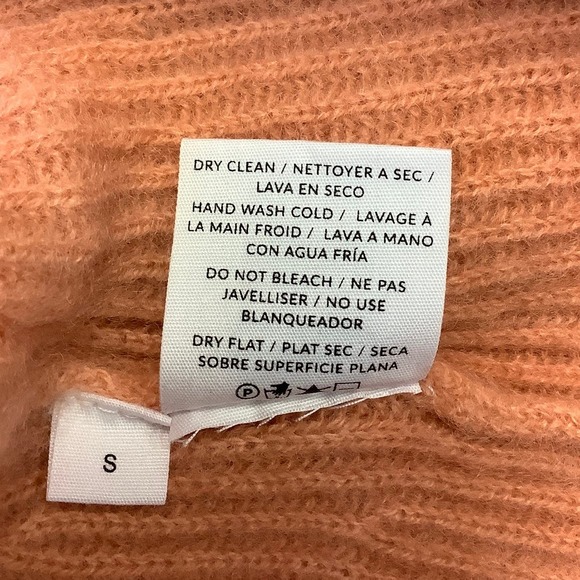 DRY CLEAN / NETTOYER A SEC /
LAVA EN SECO
HAND WASH COLD / LAVAGE À
LA MAIN FROID / LAVA A MANO
CON AGUA FRÍA
DO NOT BLEACH / NE PAS
JAVELLISER / NO USE
BLANQUEADOR
DRY FLAT / PLAT SEC / SECA
SOBRE SUPERFICIE PLANA
P
S